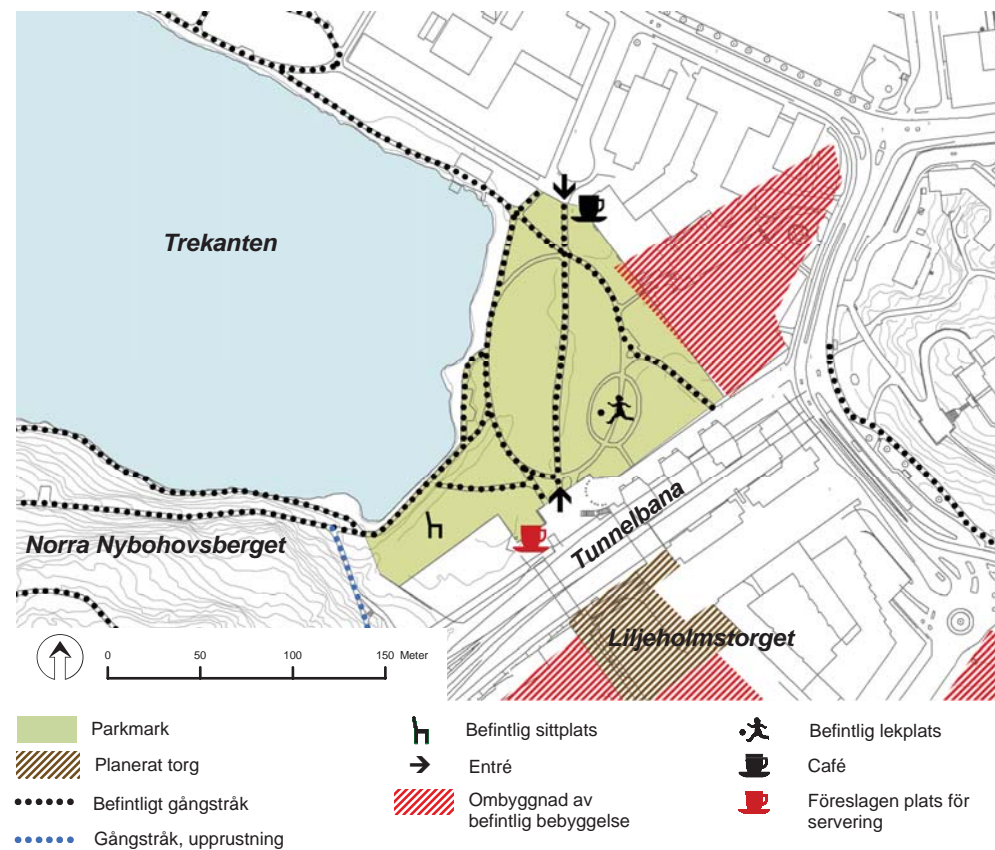 Trekanten
Norra Nybohovsberget
Tunnelbana
Liljeholmstorget
0 50 100 150 Meter
Parkmark
Planerat torg
Befintligt gångstråk
Gångstråk, upprustning
Befintlig sittplats
Entré
Ombyggnad av
befintlig bebyggelse
Befintlig lekplats
Café
Föreslagen plats för
servering